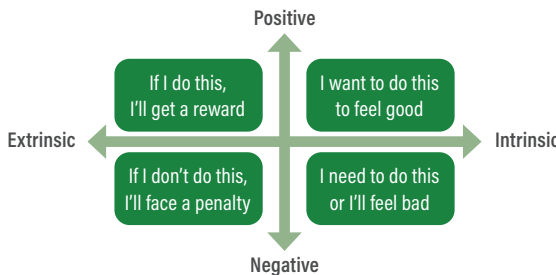 Positive
If I do this,
I'll get a reward
I want to do this
to feel good
Extrinsic
Intrinsic
If I don't do this,
I'll face a penalty
I need to do this
or I'll feel bad
Negative